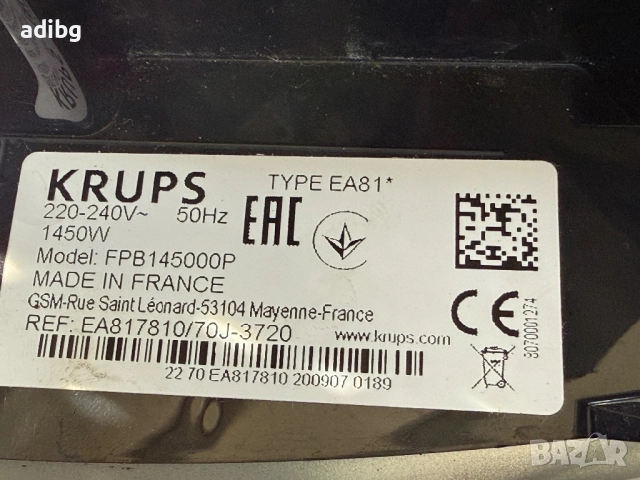 adibg
KRUPS
TYPE EA81*
220-240V~ 50Hz
1450W
EAC
Model: FPB145000P
MADE IN FRANCE
GSM-Rue Saint Léonard-53104 Mayenne-France
REF: EA817810/70J-3720
www.krups.com
22 70 EA817810 200907 0189
CE
3070001274
BAZAR